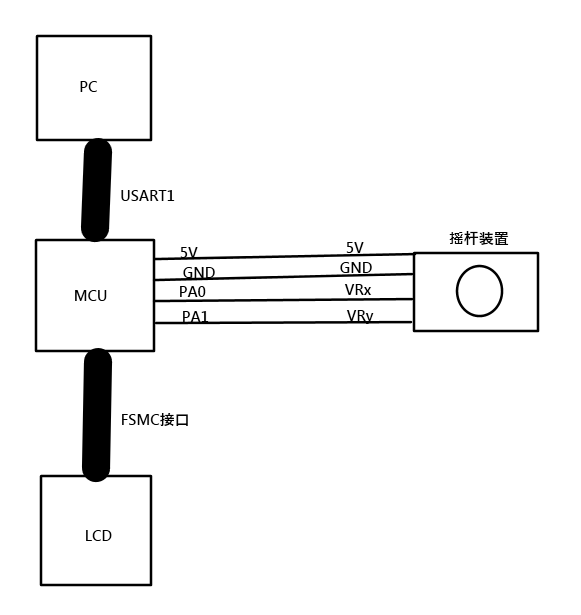 PC
USART1
摇杆装置
5V
5V
GND
GND
MCU
PA0
VRx
PA1
VRy
FSMC接口
LCD